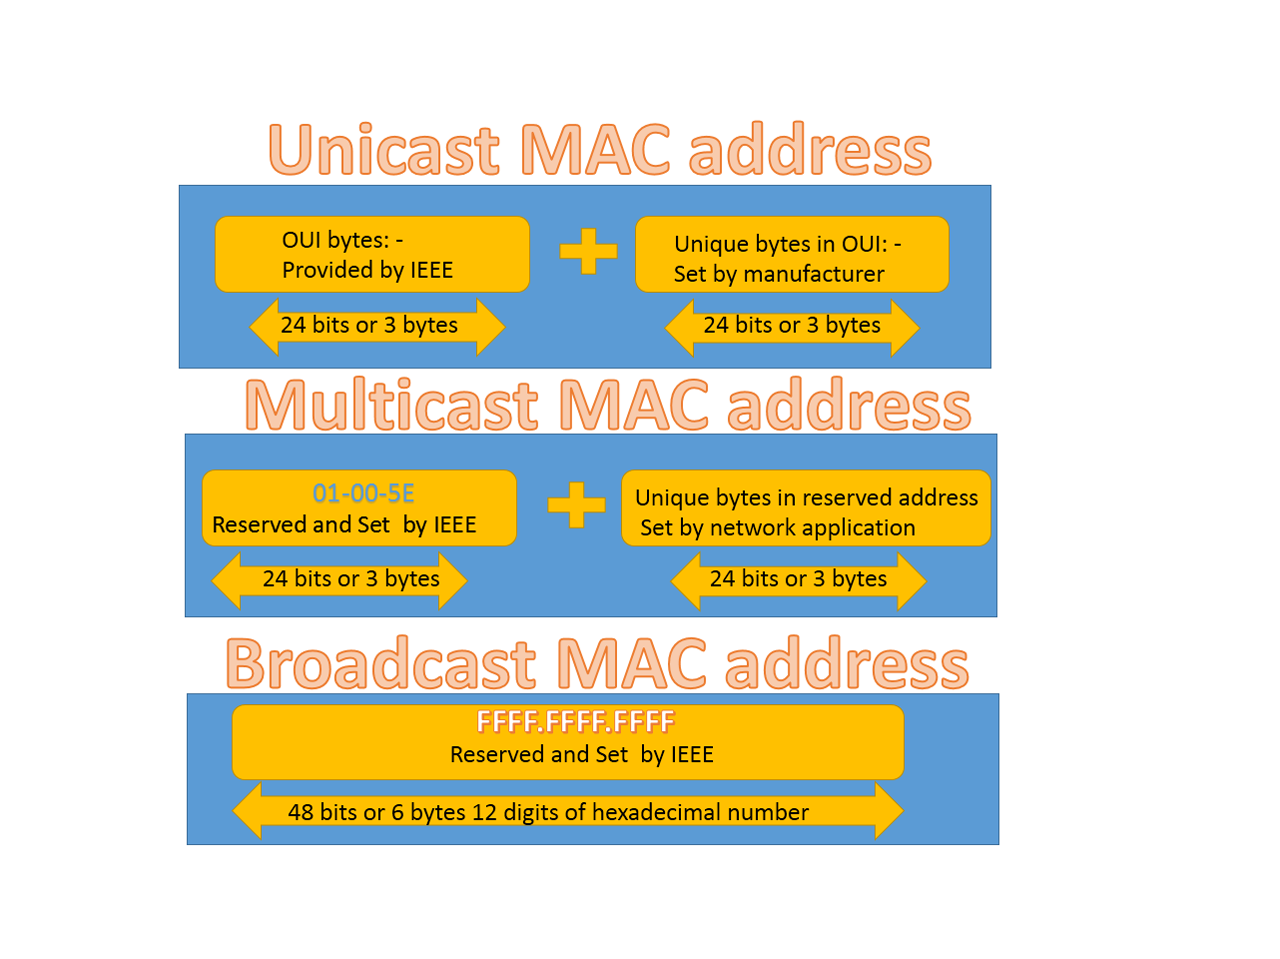 Unicast MAC address
OUI bytes: -
Provided by IEEE
Unique bytes in OUI: -
Set by manufacturer
24 bits or 3 bytes
24 bits or 3 bytes
Multicast MAC address
01-00-5E
Reserved and Set  by IEEE
Unique bytes in reserved address
Set by network application
24 bits or 3 bytes
24 bits or 3 bytes
Broadcast MAC address
FFFF.FFFF.FFFF
Reserved and Set  by IEEE
48 bits or 6 bytes 12 digits of hexadecimal number